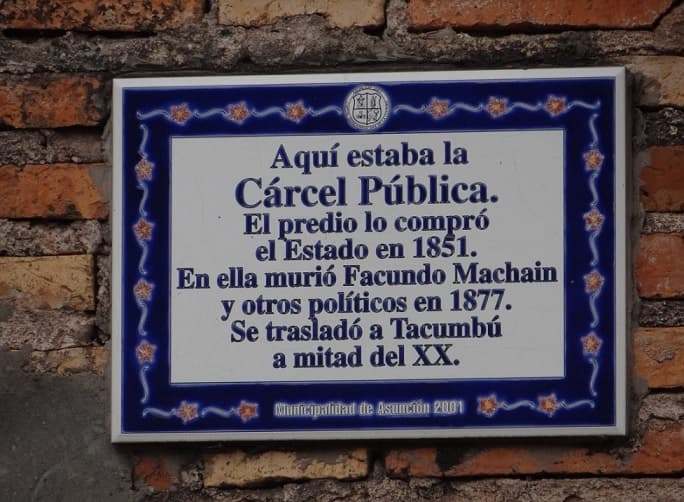 Aquí estaba la
Cárcel Pública.
El predio lo compró
el Estado en 1851.
En ella murió Facundo Machain
y otros políticos en 1877.
Se trasladó a Tacumbú
a mitad del XX.
Municipalidad de Asunción 2001